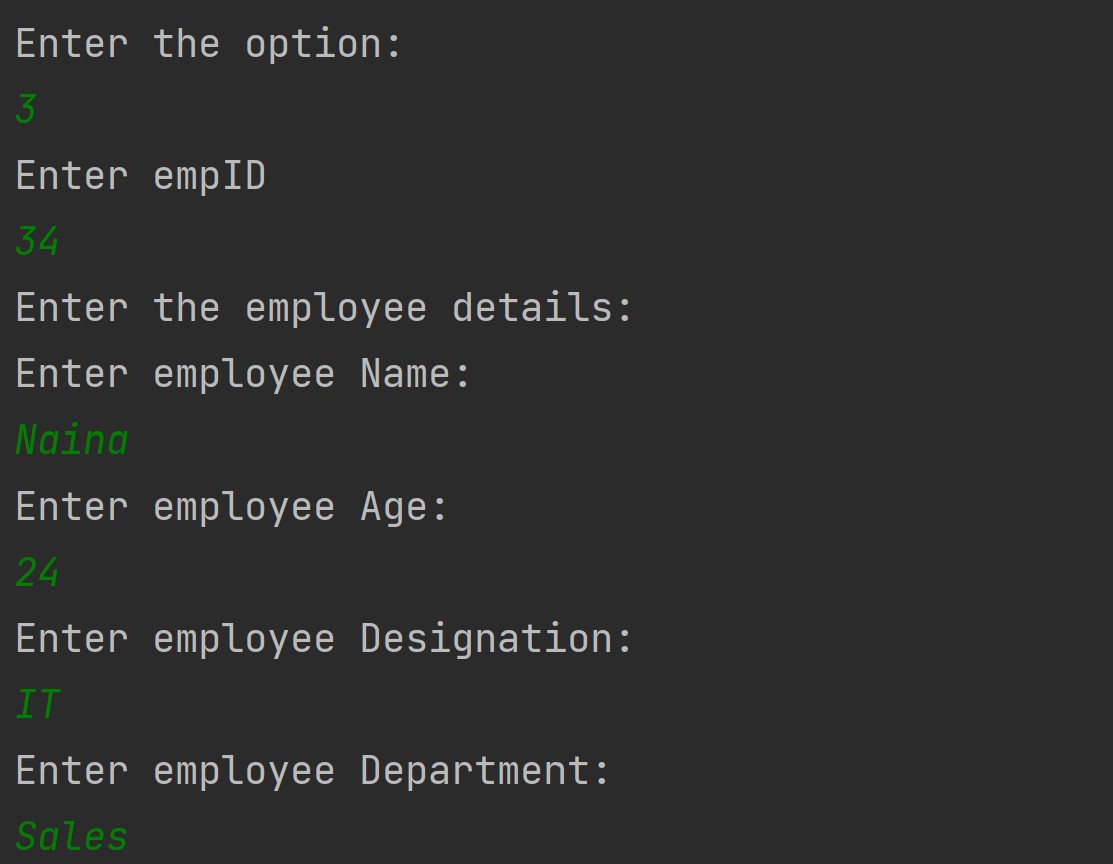 Enter the option:
3
Enter empID
34
Enter the employee details:
Enter employee Name:
Naina
Enter employee Age:
24
Enter employee Designation:
IT
Enter employee Department:
Sales